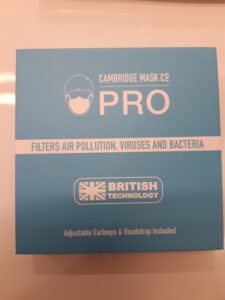 CAMBRIDGE MASK CO
PRO
FILTERS AIR POLLUTION, VIRUSES AND BACTERIA
BRITISH
TECHNOLOGY
Adjustable Earloops & Headstrap Included